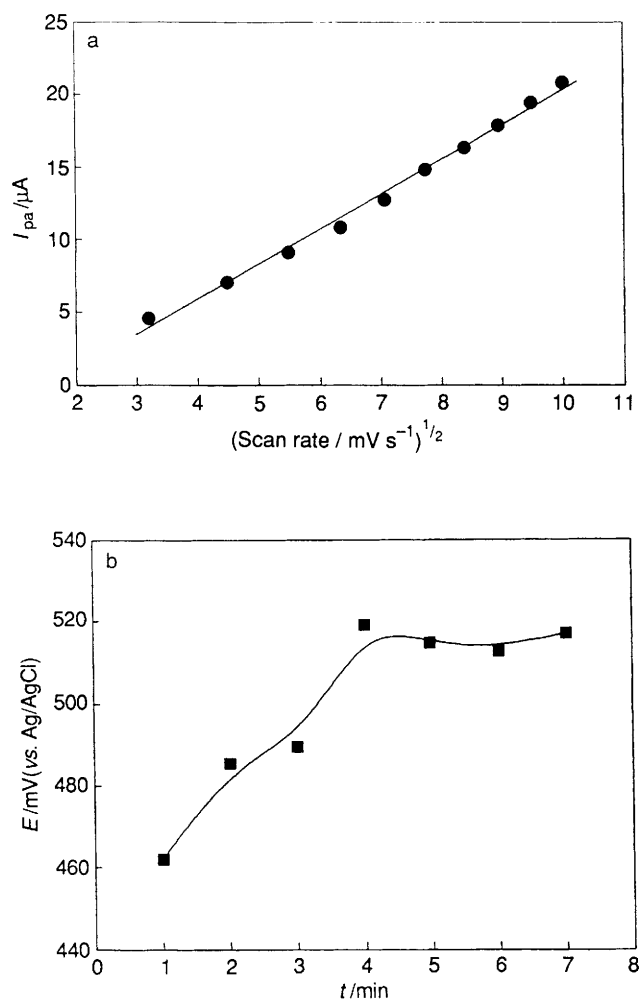 a
25
20
15
10
5
0
I pa /μA
2 3 4 5 6 7 8 9 10 11
(Scan rate / mV s⁻¹)^1/2
b
540
520
500
480
460
440
E /mV(vs. Ag/AgCl)
0 1 2 3 4 5 6 7 8
t /min